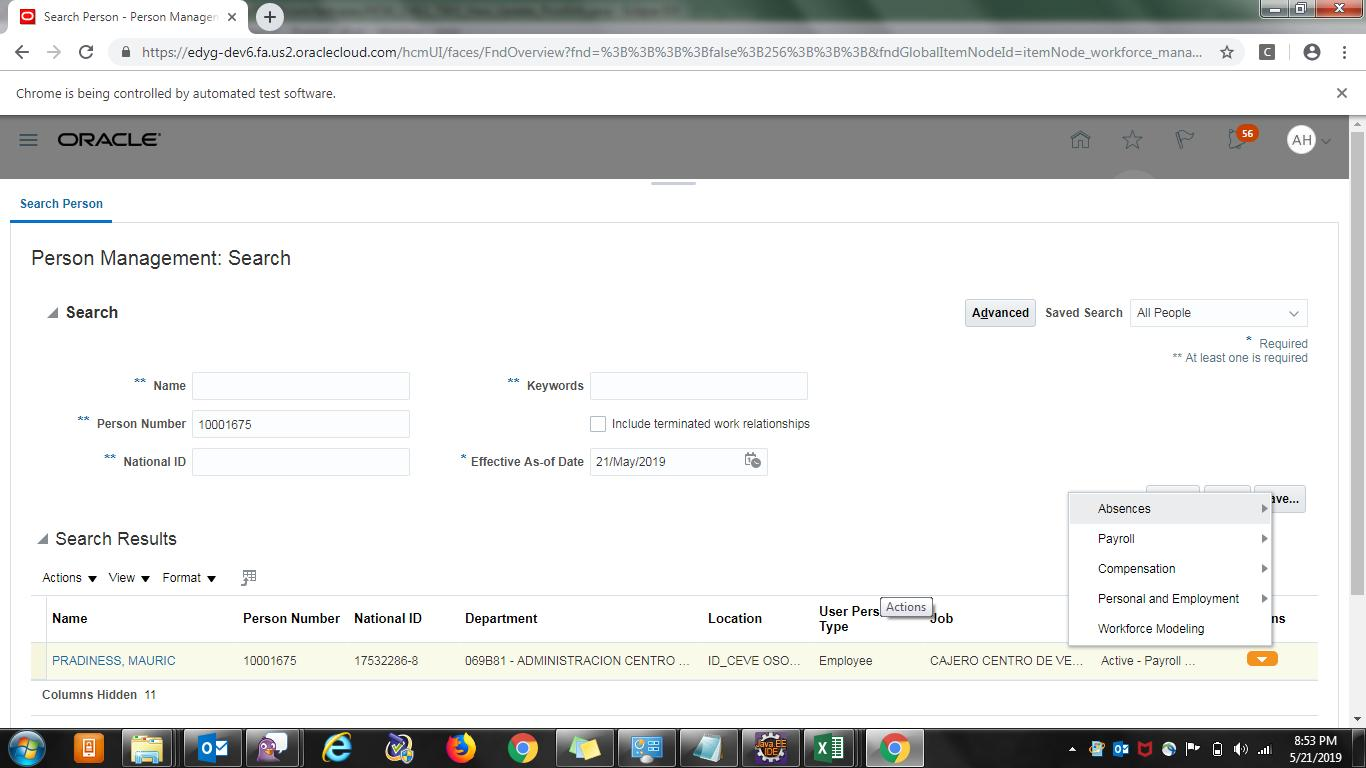 Search Person - Person Managem
https://edyg-dev6.fa.us2.oraclecloud.com/hcmUI/faces/FndOverview?fnd=%3B%3B%3B%3Bfalse%3B256%3B%3B%3B&fndGlobalItemNodeId=itemNode_workforce_mana...
Chrome is being controlled by automated test software.
ORACLE
56
AH
Search Person
Person Management: Search
Search
Advanced Saved Search All People
* Required
** At least one is required
** Name
** Keywords
** Person Number 10001675
Include terminated work relationships
** National ID
* Effective As-of Date 21/May/2019
ave...
Absences
Payroll
Compensation
Personal and Employment
Workforce Modeling
Search Results
Actions View Format
Actions
Name Person Number National ID Department Location User Pers Type Job ns
PRADINESS, MAURIC 10001675 17532286-8 069B81 - ADMINISTRACION CENTRO ... ID_CEVE OSO... Employee CAJERO CENTRO DE VE... Active - Payroll ...
Columns Hidden 11
Java EE
IDE
8:53 PM
5/21/2019